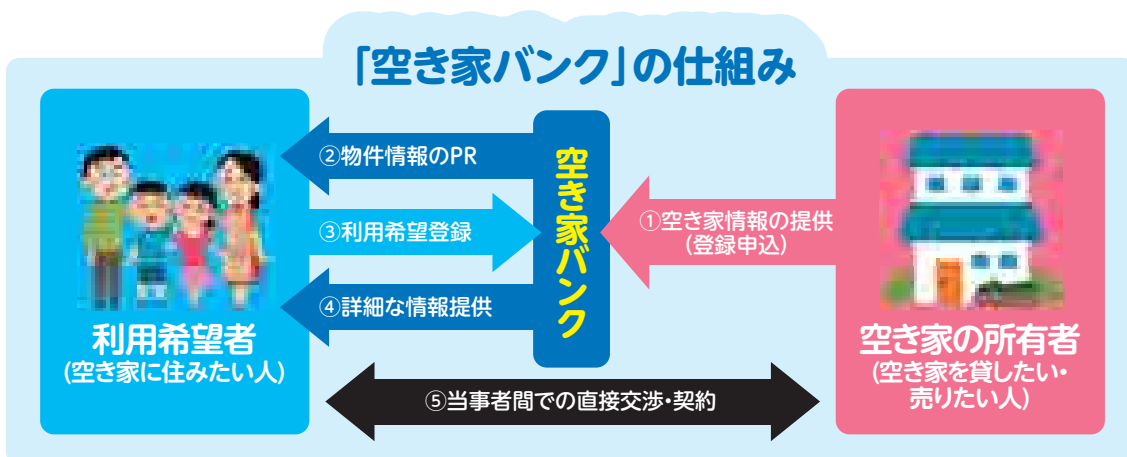 「空き家バンク」の仕組み
②物件情報のPR
③利用希望登録
④詳細な情報提供
空き家バンク
①空き家情報の提供
(登録申込)
利用希望者
(空き家に住みたい人)
空き家の所有者
(空き家を貸したい・
売りたい人)
⑤当事者間での直接交渉・契約